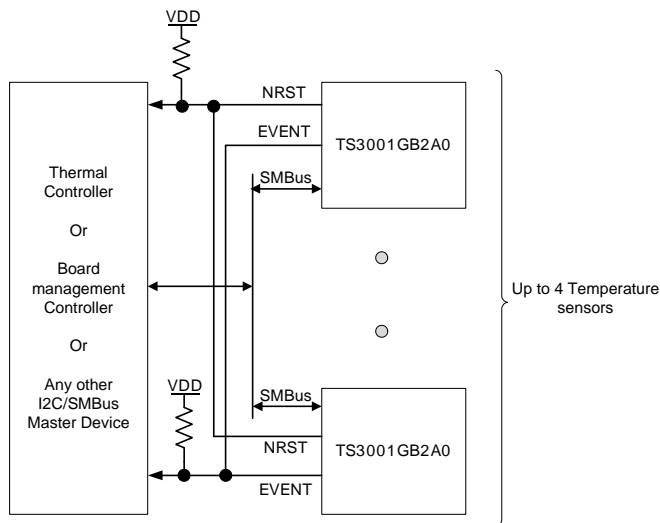 VDD
NRST
TS3001GB2A0
EVENT
SMBus
Thermal
Controller
Or
Board
management
Controller
Or
Any other
I2C/SMBus
Master Device
Up to 4 Temperature
sensors
VDD
SMBus
NRST
TS3001GB2A0
EVENT